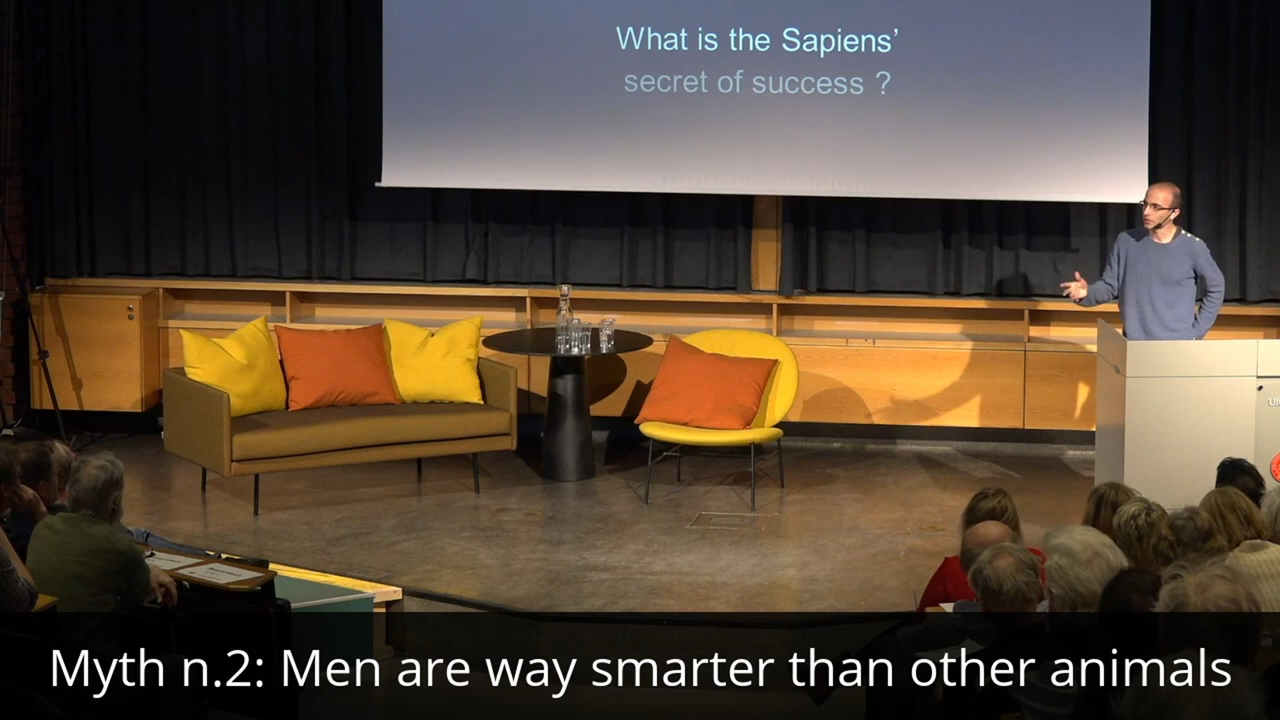 What is the Sapiens’
secret of success ?
Myth n.2: Men are way smarter than other animals